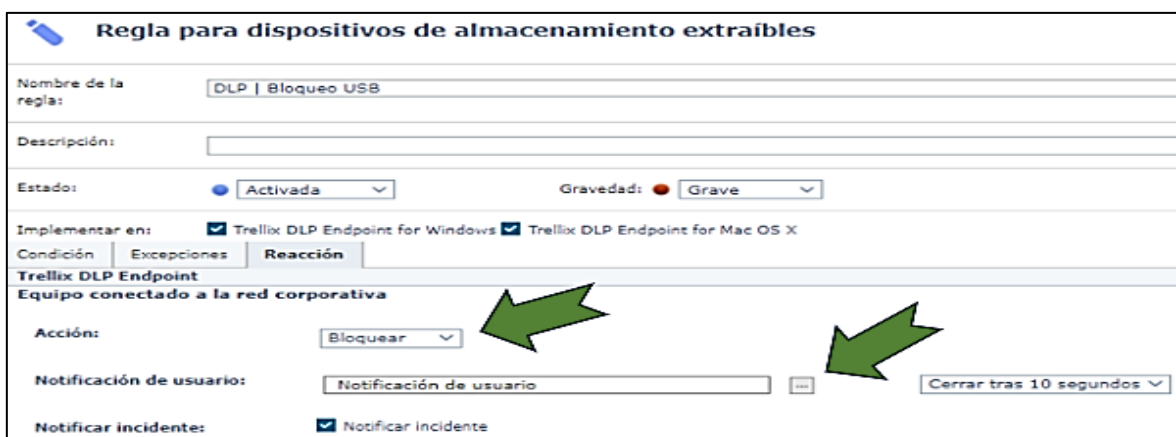 Regla para dispositivos de almacenamiento extraíbles
Nombre de la
regla:
DLP | Bloqueo USB
Descripción:
Estado: Activada Gravedad: Grave
Implementar en: Trellix DLP Endpoint for Windows Trellix DLP Endpoint for Mac OS X
Condición Excepciones Reacción
Trellix DLP Endpoint
Equipo conectado a la red corporativa
Acción: Bloquear
Notificación de usuario: Notificación de usuario ... Cerrar tras 10 segundos
Notificar incidente: Notificar incidente